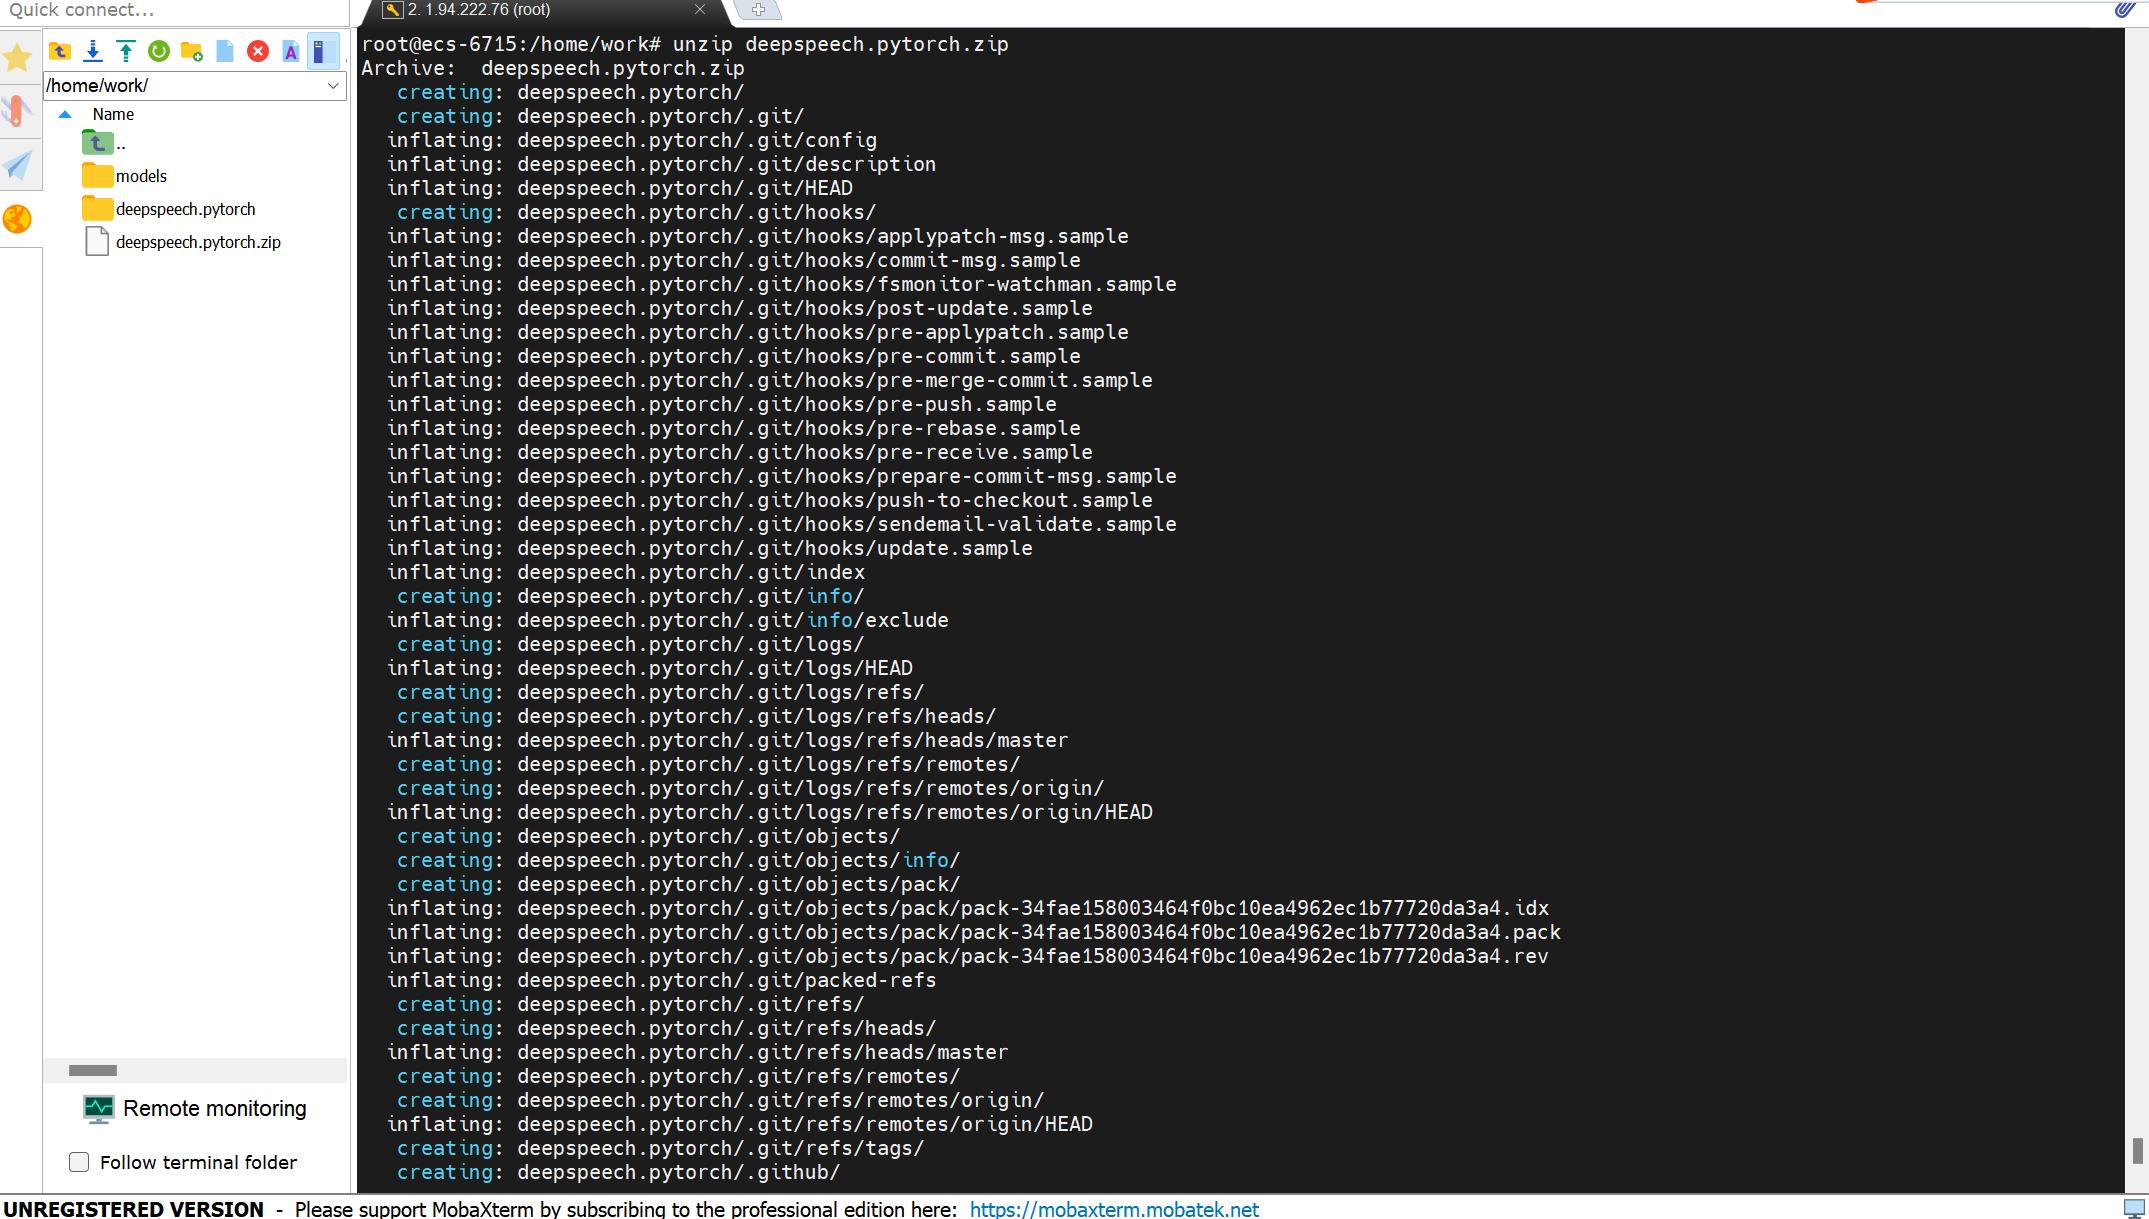 Quick connect...
2. 1.94.222.76 (root)
/home/work/
Name
..
models
deepspeech.pytorch
deepspeech.pytorch.zip
Remote monitoring
Follow terminal folder
root@ecs-6715:/home/work# unzip deepspeech.pytorch.zip
Archive:  deepspeech.pytorch.zip
   creating: deepspeech.pytorch/
   creating: deepspeech.pytorch/.git/
  inflating: deepspeech.pytorch/.git/config
  inflating: deepspeech.pytorch/.git/description
  inflating: deepspeech.pytorch/.git/HEAD
   creating: deepspeech.pytorch/.git/hooks/
  inflating: deepspeech.pytorch/.git/hooks/applypatch-msg.sample
  inflating: deepspeech.pytorch/.git/hooks/commit-msg.sample
  inflating: deepspeech.pytorch/.git/hooks/fsmonitor-watchman.sample
  inflating: deepspeech.pytorch/.git/hooks/post-update.sample
  inflating: deepspeech.pytorch/.git/hooks/pre-applypatch.sample
  inflating: deepspeech.pytorch/.git/hooks/pre-commit.sample
  inflating: deepspeech.pytorch/.git/hooks/pre-merge-commit.sample
  inflating: deepspeech.pytorch/.git/hooks/pre-push.sample
  inflating: deepspeech.pytorch/.git/hooks/pre-rebase.sample
  inflating: deepspeech.pytorch/.git/hooks/pre-receive.sample
  inflating: deepspeech.pytorch/.git/hooks/prepare-commit-msg.sample
  inflating: deepspeech.pytorch/.git/hooks/push-to-checkout.sample
  inflating: deepspeech.pytorch/.git/hooks/sendemail-validate.sample
  inflating: deepspeech.pytorch/.git/hooks/update.sample
  inflating: deepspeech.pytorch/.git/index
   creating: deepspeech.pytorch/.git/info/
  inflating: deepspeech.pytorch/.git/info/exclude
   creating: deepspeech.pytorch/.git/logs/
  inflating: deepspeech.pytorch/.git/logs/HEAD
   creating: deepspeech.pytorch/.git/logs/refs/
   creating: deepspeech.pytorch/.git/logs/refs/heads/
  inflating: deepspeech.pytorch/.git/logs/refs/heads/master
   creating: deepspeech.pytorch/.git/logs/refs/remotes/
   creating: deepspeech.pytorch/.git/logs/refs/remotes/origin/
  inflating: deepspeech.pytorch/.git/logs/refs/remotes/origin/HEAD
   creating: deepspeech.pytorch/.git/objects/
   creating: deepspeech.pytorch/.git/objects/info/
   creating: deepspeech.pytorch/.git/objects/pack/
  inflating: deepspeech.pytorch/.git/objects/pack/pack-34fae158003464f0bc10ea4962ec1b77720da3a4.idx
  inflating: deepspeech.pytorch/.git/objects/pack/pack-34fae158003464f0bc10ea4962ec1b77720da3a4.pack
  inflating: deepspeech.pytorch/.git/objects/pack/pack-34fae158003464f0bc10ea4962ec1b77720da3a4.rev
  inflating: deepspeech.pytorch/.git/packed-refs
   creating: deepspeech.pytorch/.git/refs/
   creating: deepspeech.pytorch/.git/refs/heads/
  inflating: deepspeech.pytorch/.git/refs/heads/master
   creating: deepspeech.pytorch/.git/refs/remotes/
   creating: deepspeech.pytorch/.git/refs/remotes/origin/
  inflating: deepspeech.pytorch/.git/refs/remotes/origin/HEAD
   creating: deepspeech.pytorch/.git/refs/tags/
   creating: deepspeech.pytorch/.github/
UNREGISTERED VERSION - Please support MobaXterm by subscribing to the professional edition here: https://mobaxterm.mobatek.net